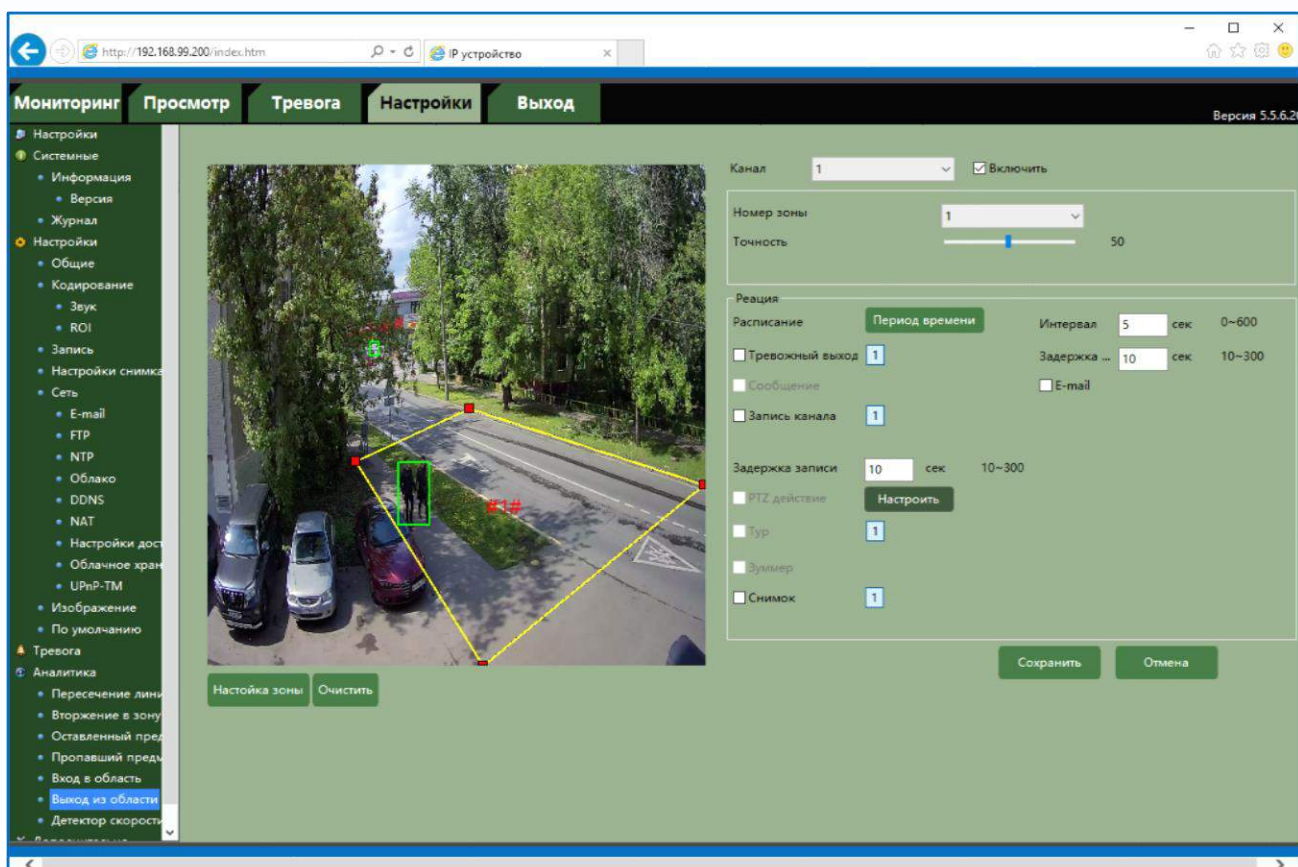 http://192.168.99.200/index.htm
IP устройство
Мониторинг Просмотр Тревога Настройки Выход
Версия 5.5.6.20
Настройки
Системные
Информация
Версия
Журнал
Настройки
Общие
Кодирование
Звук
ROI
Запись
Настройки снимка
Сеть
E-mail
FTP
NTP
Облако
DDNS
NAT
Настройки дост
Облачное хран
UPnP-TM
Изображение
По умолчанию
Тревога
Аналитика
Пересечение лини
Вторжение в зону
Оставленный пред
Пропавший предм
Вход в область
Выход из области
Детектор скорости
#1#
Настойка зоны Очистить
Канал 1 Включить
Номер зоны 1
Точность 50
Реация
Расписание Период времени Интервал 5 сек 0~600
Тревожный выход 1 Задержка ... 10 сек 10~300
Сообщение E-mail
Запись канала 1
Задержка записи 10 сек 10~300
PTZ действие Настроить
Тур 1
Зуммер
Снимок 1
Сохранить Отмена